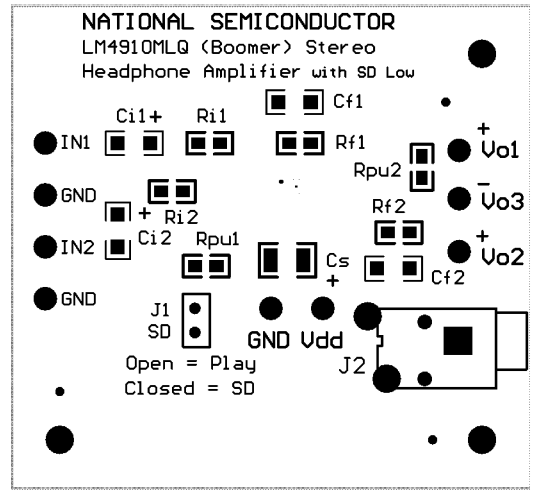 NATIONAL SEMICONDUCTOR
LM4910MLQ (Boomer) Stereo
Headphone Amplifier with SD Low
Cf1
Ci1+
Ri1
Rf1
IN1
+
Vo1
Rpu2
GND
Ri2
-
Vo3
+
Ci2
Rf2
IN2
Rpu1
+
Vo2
Cs
+
Cf2
GND
J1
SD
GND Vdd
J2
Open = Play
Closed = SD